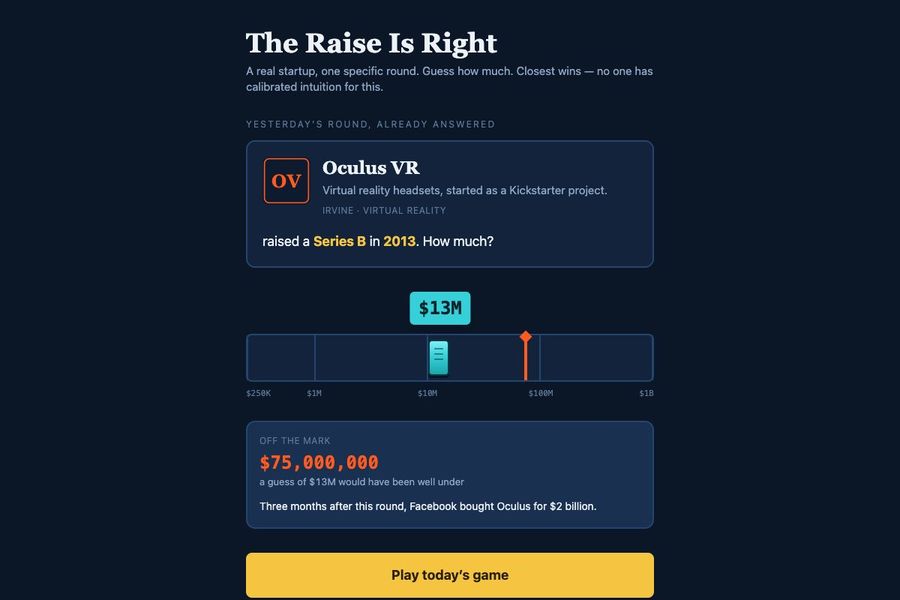 The Raise Is Right
A real startup, one specific round. Guess how much. Closest wins — no one has
calibrated intuition for this.
YESTERDAY’S ROUND, ALREADY ANSWERED
OV
Oculus VR
Virtual reality headsets, started as a Kickstarter project.
IRVINE · VIRTUAL REALITY
raised a Series B in 2013. How much?
$13M
$250K $1M $10M $100M $1B
OFF THE MARK
$75,000,000
a guess of $13M would have been well under
Three months after this round, Facebook bought Oculus for $2 billion.
Play today’s game